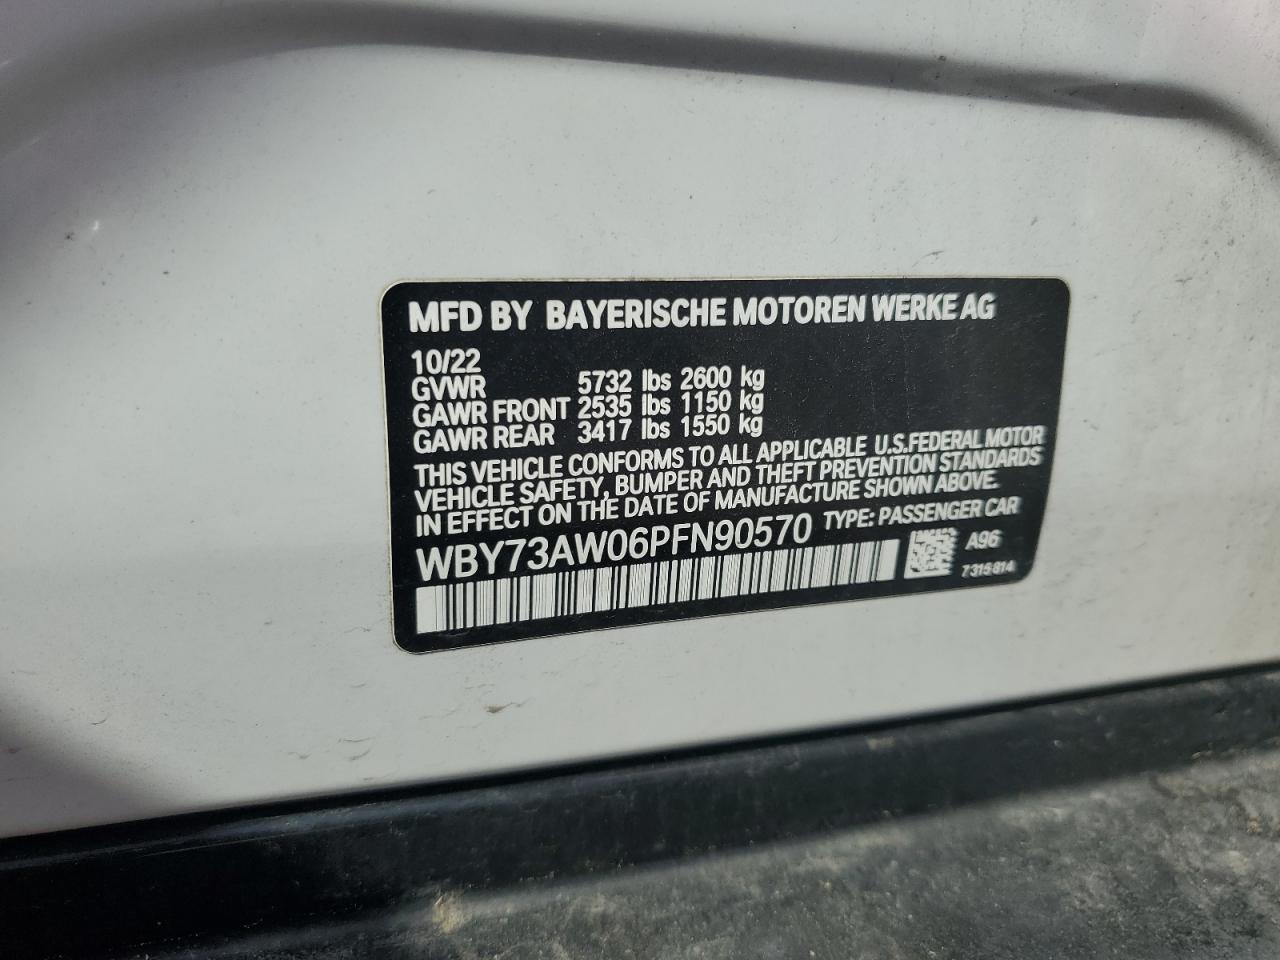 MFD BY BAYERISCHE MOTOREN WERKE AG
10/22
GVWR 5732 lbs 2600 kg
GAWR FRONT 2535 lbs 1150 kg
GAWR REAR 3417 lbs 1550 kg
THIS VEHICLE CONFORMS TO ALL APPLICABLE U.S.FEDERAL MOTOR
VEHICLE SAFETY, BUMPER AND THEFT PREVENTION STANDARDS
IN EFFECT ON THE DATE OF MANUFACTURE SHOWN ABOVE.
WBY73AW06PFN90570 TYPE: PASSENGER CAR
A96
7315814